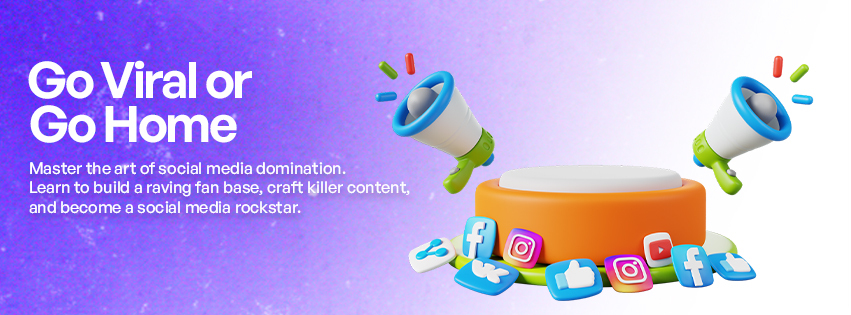 Go Viral or
Go Home
Master the art of social media domination.
Learn to build a raving fan base, craft killer content,
and become a social media rockstar.